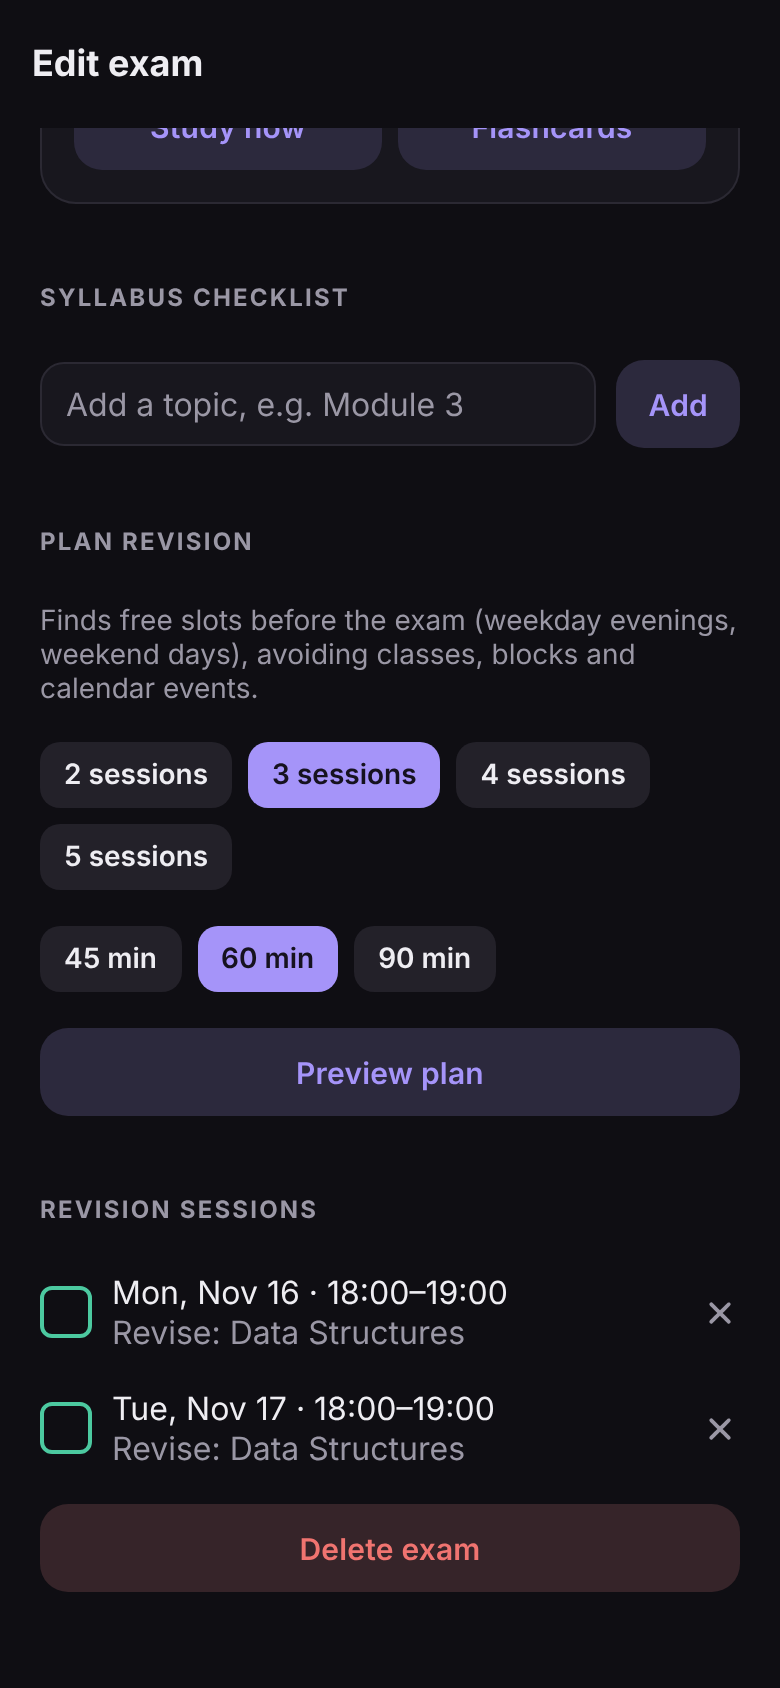 Edit exam
Study now
Flashcards
SYLLABUS CHECKLIST
Add a topic, e.g. Module 3
Add
PLAN REVISION
Finds free slots before the exam (weekday evenings,
weekend days), avoiding classes, blocks and
calendar events.
2 sessions
3 sessions
4 sessions
5 sessions
45 min
60 min
90 min
Preview plan
REVISION SESSIONS
Mon, Nov 16 · 18:00–19:00
Revise: Data Structures
Tue, Nov 17 · 18:00–19:00
Revise: Data Structures
Delete exam